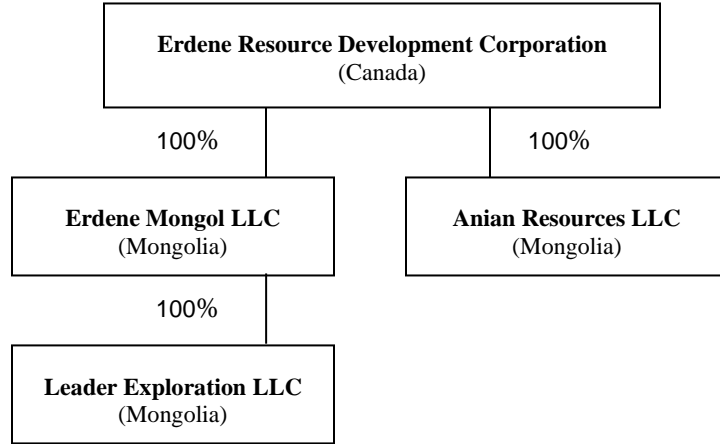 Erdene Resource Development Corporation
(Canada)
100%
100%
Erdene Mongol LLC
(Mongolia)
Anian Resources LLC
(Mongolia)
100%
Leader Exploration LLC
(Mongolia)